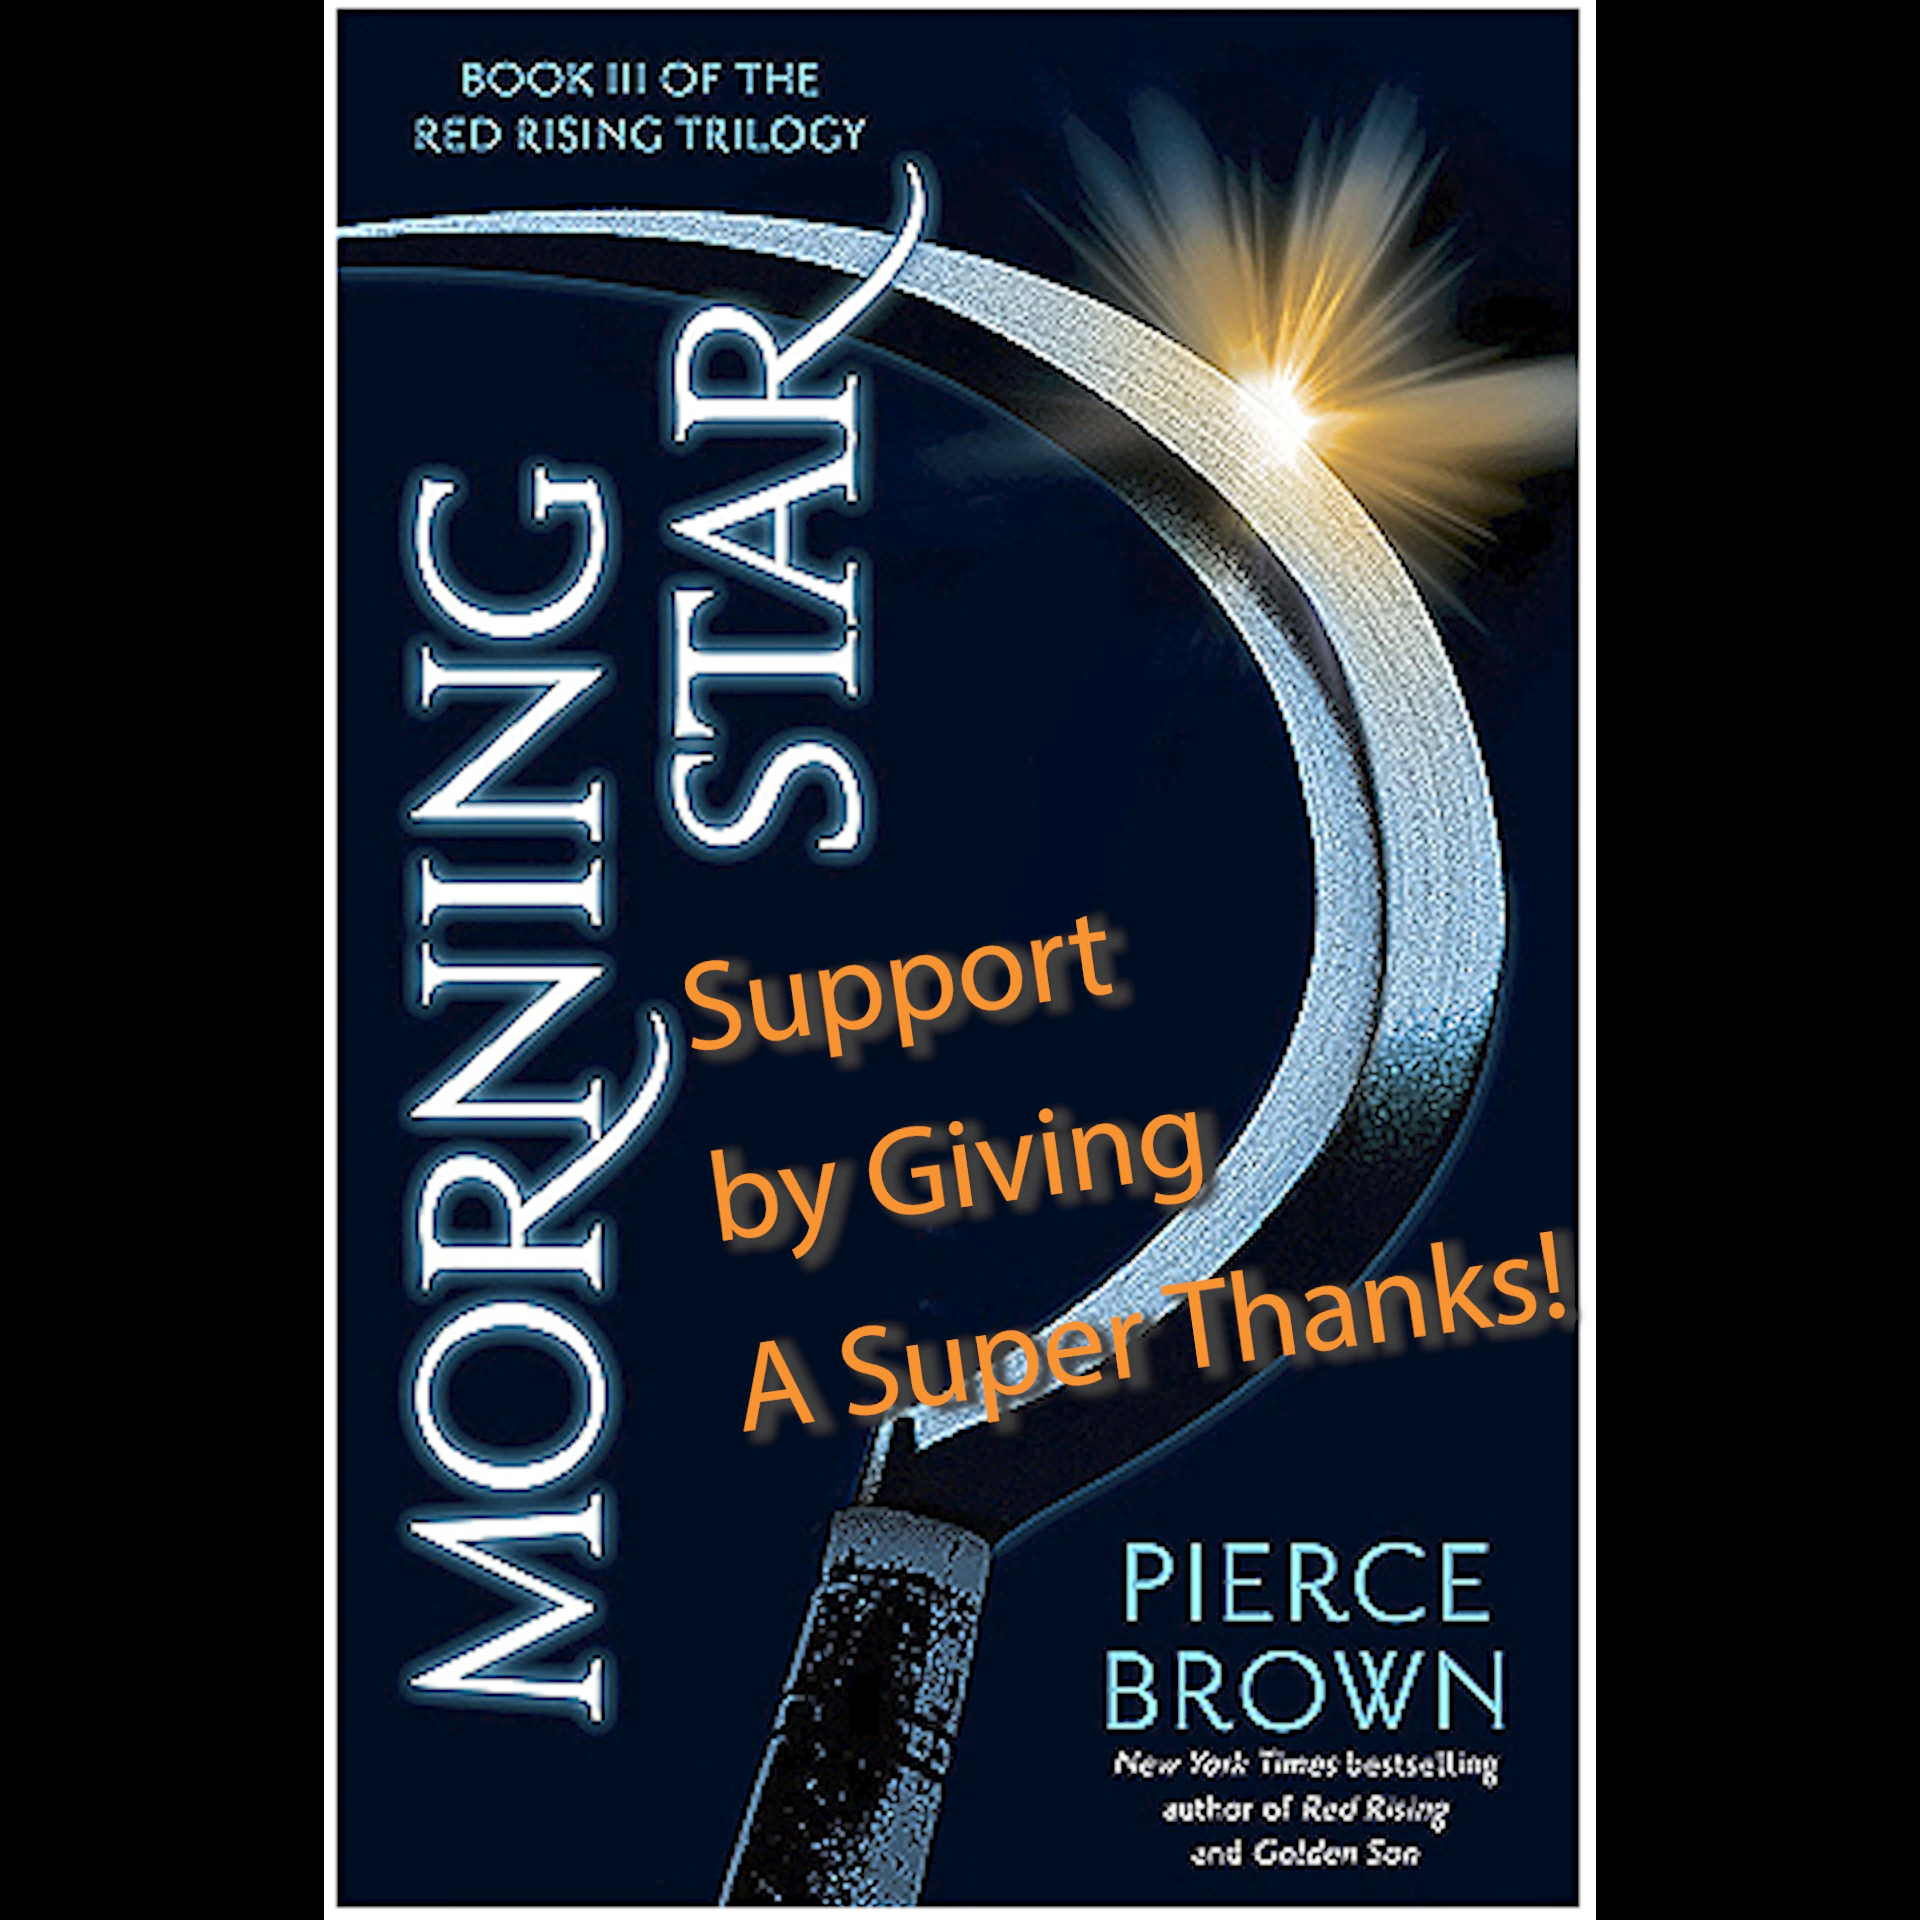 BOOK III OF THE
RED RISING TRILOGY
MORNING
STAR
Support
by Giving
A Super Thanks!
PIERCE
BROWN
New York Times bestselling
author of Red Rising
and Golden Son